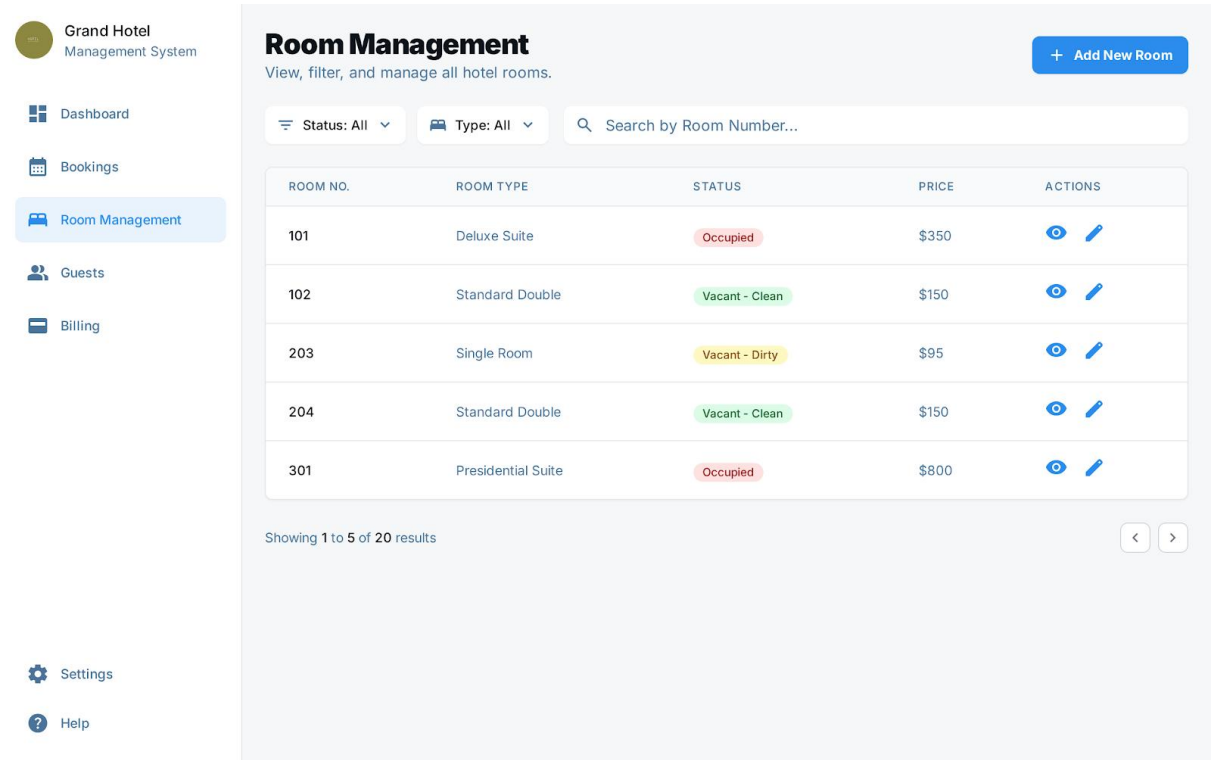 Grand Hotel
Management System
Dashboard
Bookings
Room Management
Guests
Billing
Settings
Help
Room Management
View, filter, and manage all hotel rooms.
Add New Room
Status: All
Type: All
Search by Room Number...
ROOM NO. ROOM TYPE STATUS PRICE ACTIONS
101 Deluxe Suite Occupied $350
102 Standard Double Vacant - Clean $150
203 Single Room Vacant - Dirty $95
204 Standard Double Vacant - Clean $150
301 Presidential Suite Occupied $800
Showing 1 to 5 of 20 results